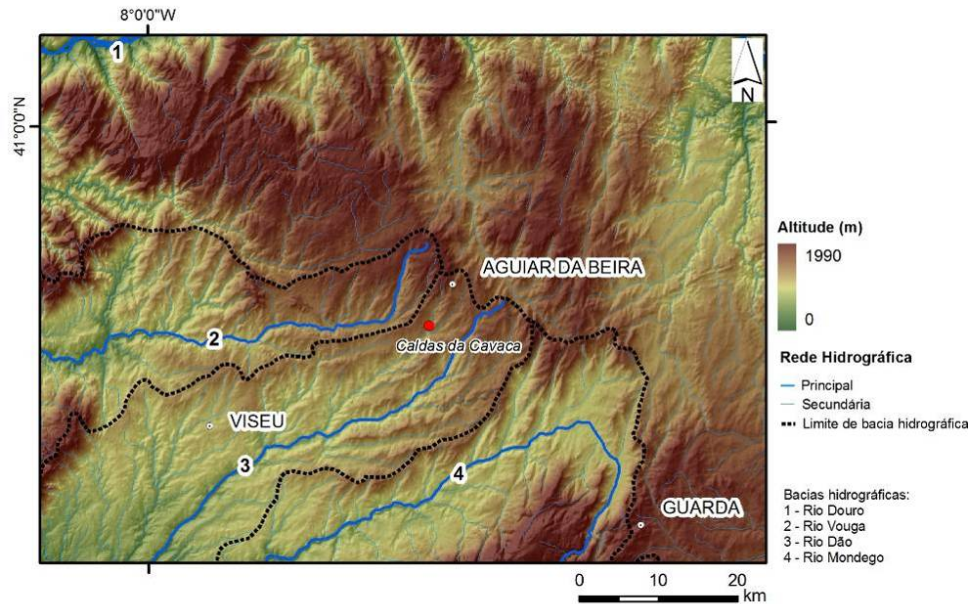 8°0'0"W
1
41°0'0"N
N
AGUIAR DA BEIRA
2
Caldas da Cavaca
VISEU
3
4
GUARDA
Altitude (m)
1990
0
Rede Hidrográfica
Principal
Secundária
Limite de bacia hidrográfica
Bacias hidrográficas:
1 - Rio Douro
2 - Rio Vouga
3 - Rio Dão
4 - Rio Mondego
0 10 20
km